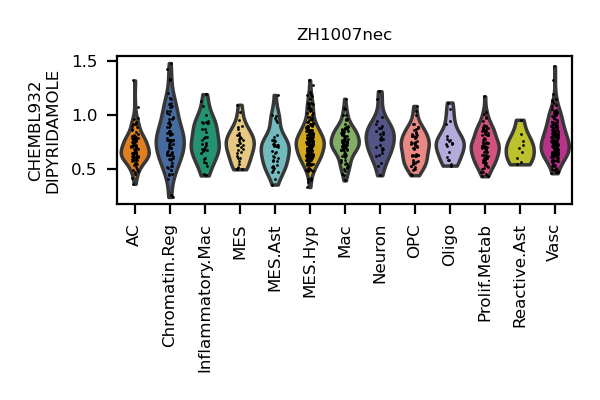 ZH1007nec
CHEMBL932
DIPYRIDAMOLE
1.5
1.0
0.5
AC
Chromatin.Reg
Inflammatory.Mac
MES
MES.Ast
MES.Hyp
Mac
Neuron
OPC
Oligo
Prolif.Metab
Reactive.Ast
Vasc